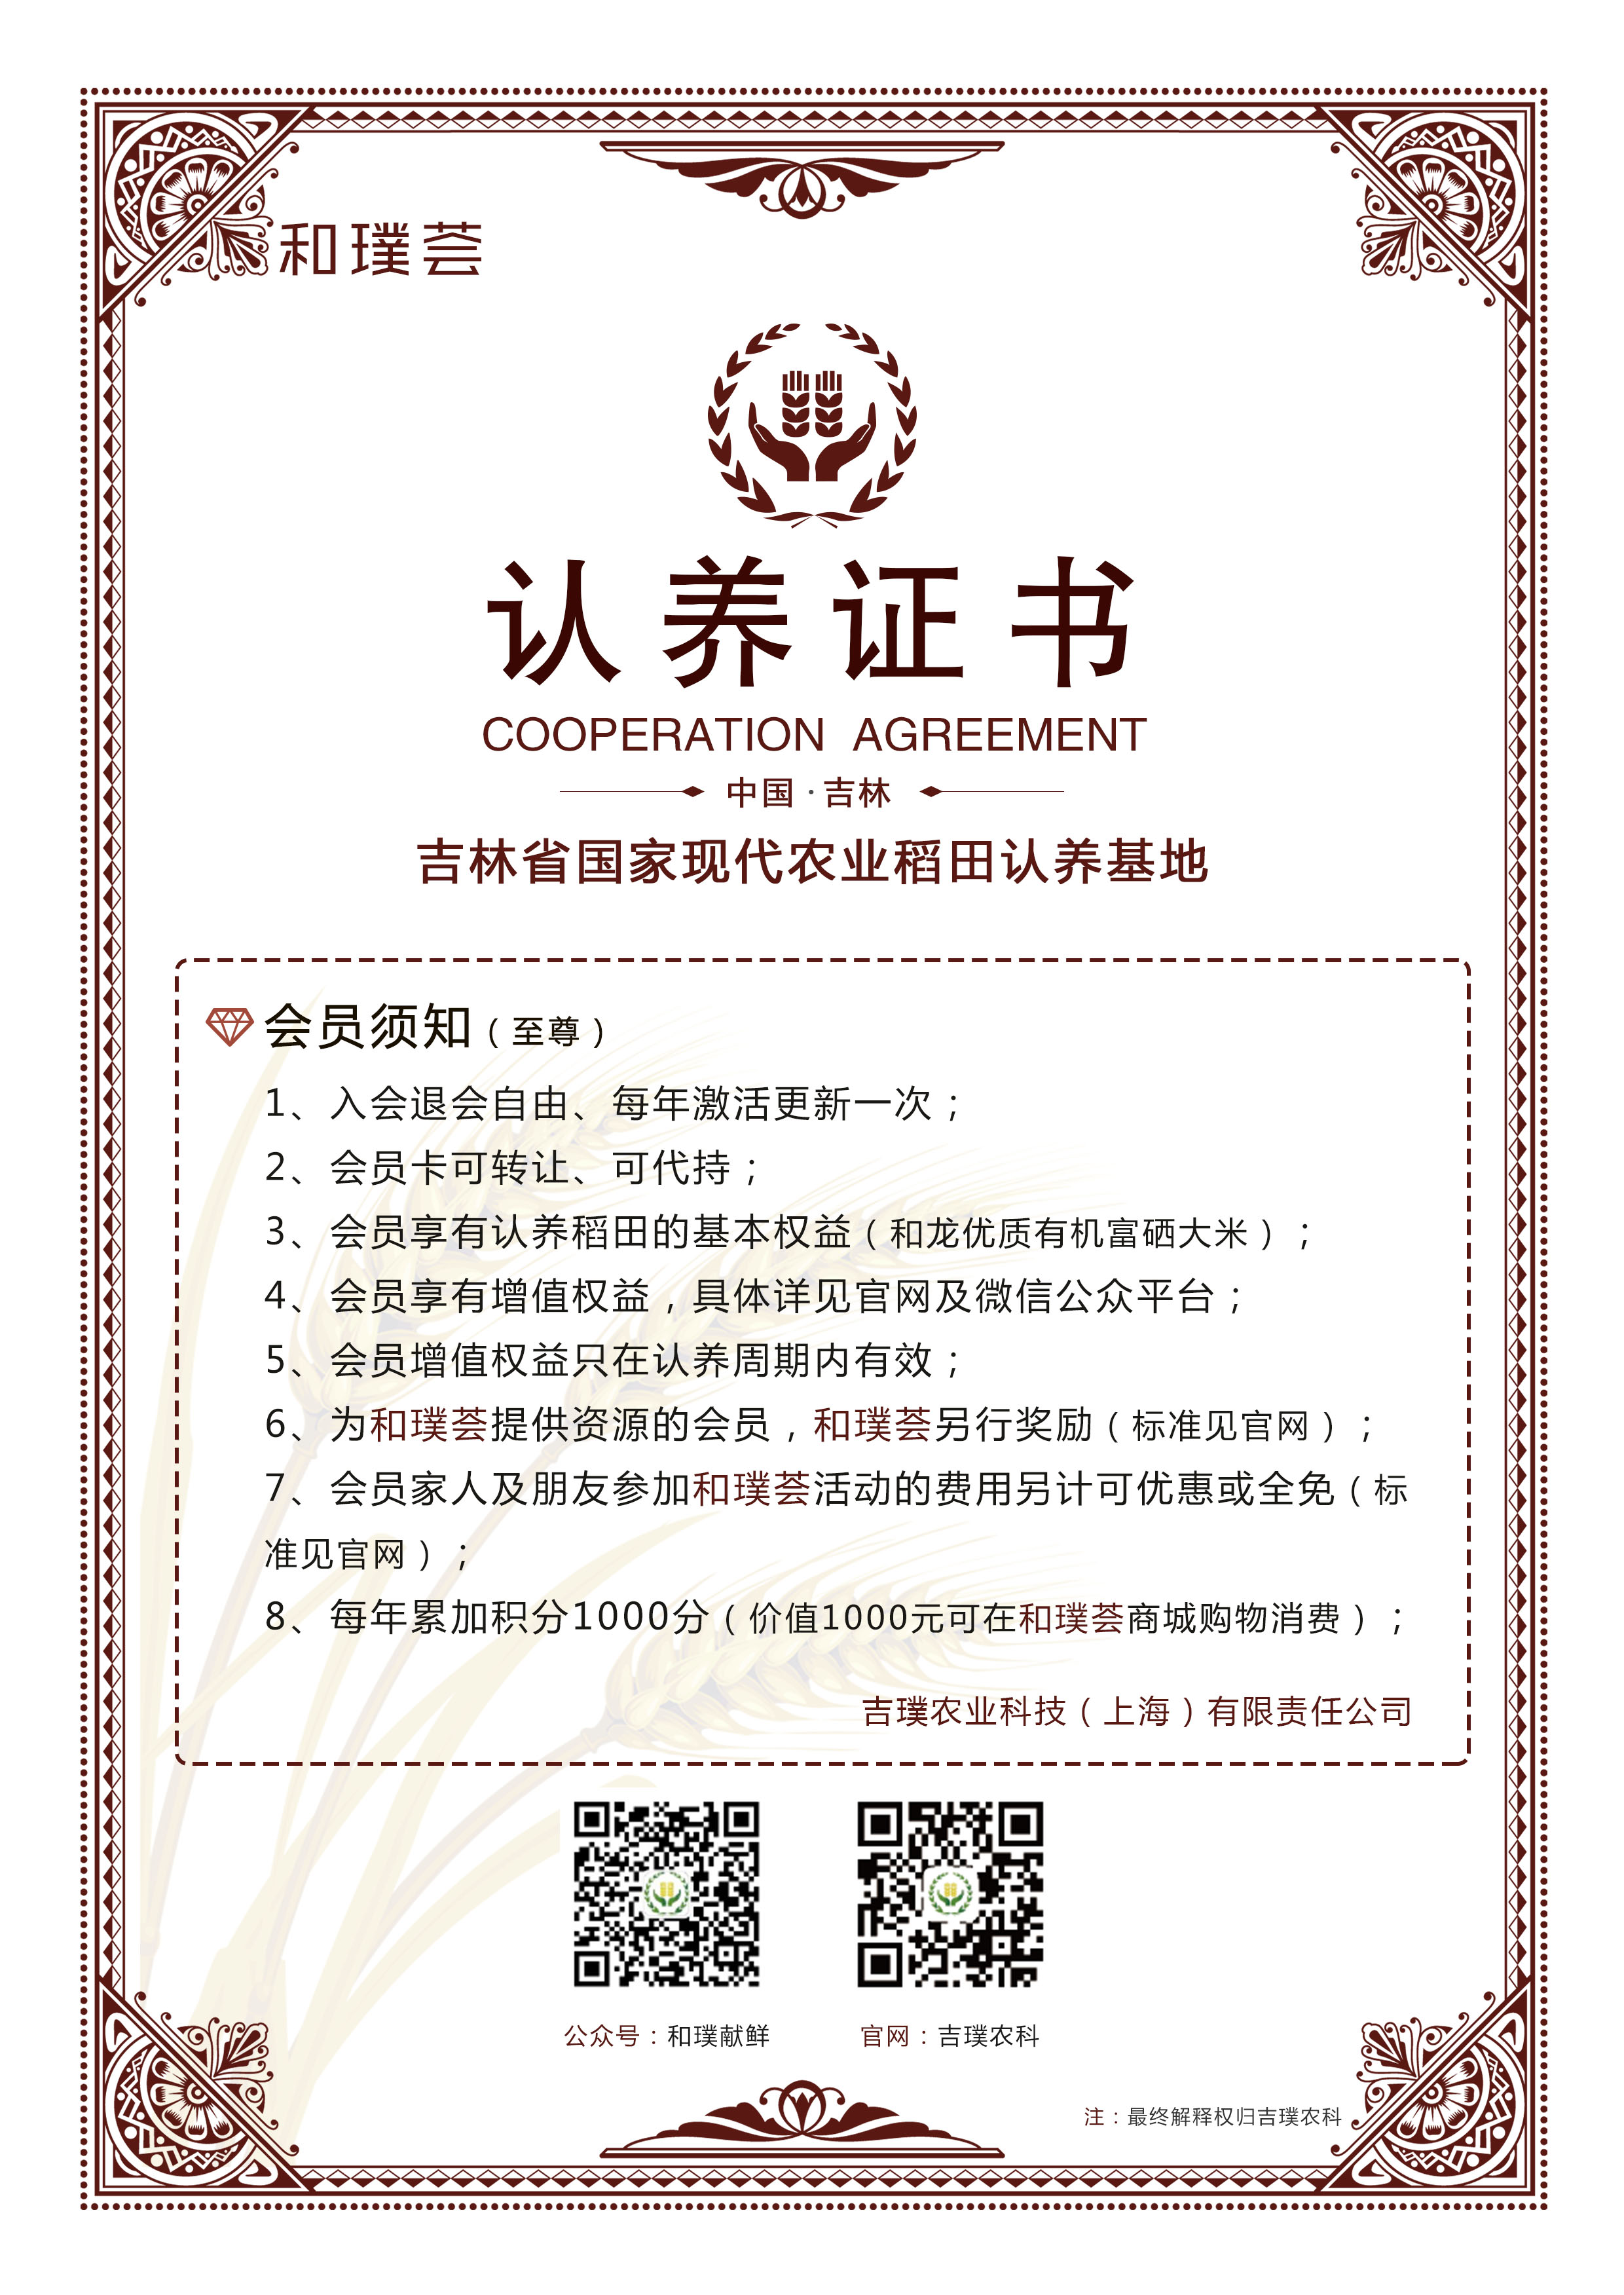 和璞荟
认养证书
COOPERATION AGREEMENT
中国·吉林
吉林省国家现代农业稻田认养基地
会员须知（至尊）
1、入会退会自由、每年激活更新一次；
2、会员卡可转让、可代持；
3、会员享有认养稻田的基本权益（和龙优质有机富硒大米）；
4、会员享有增值权益，具体详见官网及微信公众平台；
5、会员增值权益只在认养周期内有效；
6、为和璞荟提供资源的会员，和璞荟另行奖励（标准见官网）；
7、会员家人及朋友参加和璞荟活动的费用另计可优惠或全免（标
准见官网）；
8、每年累加积分1000分（价值1000元可在和璞荟商城购物消费）；
吉璞农业科技（上海）有限责任公司
公众号：和璞献鲜
官网：吉璞农科
注：最终解释权归吉璞农科